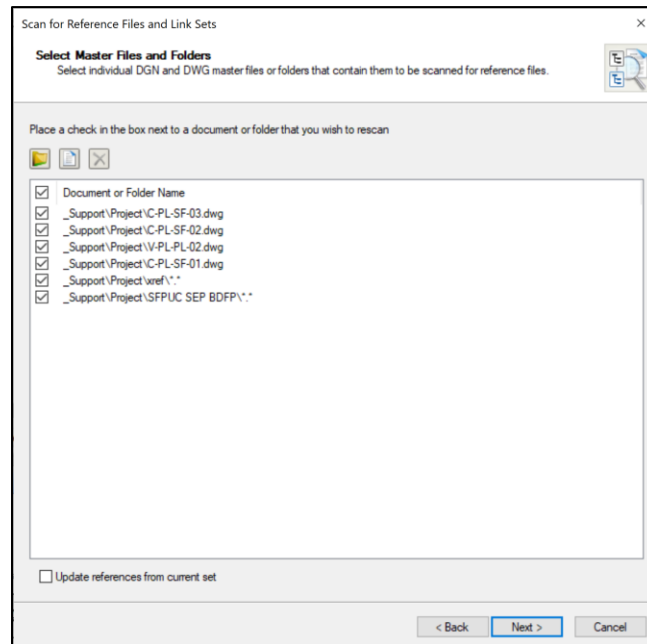 Scan for Reference Files and Link Sets
Select Master Files and Folders
Select individual DGN and DWG master files or folders that contain them to be scanned for reference files.
Place a check in the box next to a document or folder that you wish to rescan
Document or Folder Name
_Support\Project\C-PL-SF-03.dwg
_Support\Project\C-PL-SF-02.dwg
_Support\Project\V-PL-PL-02.dwg
_Support\Project\C-PL-SF-01.dwg
_Support\Project\xref\*.*
_Support\Project\SFPUC SEP BDFP\*.*
Update references from current set
< Back Next > Cancel